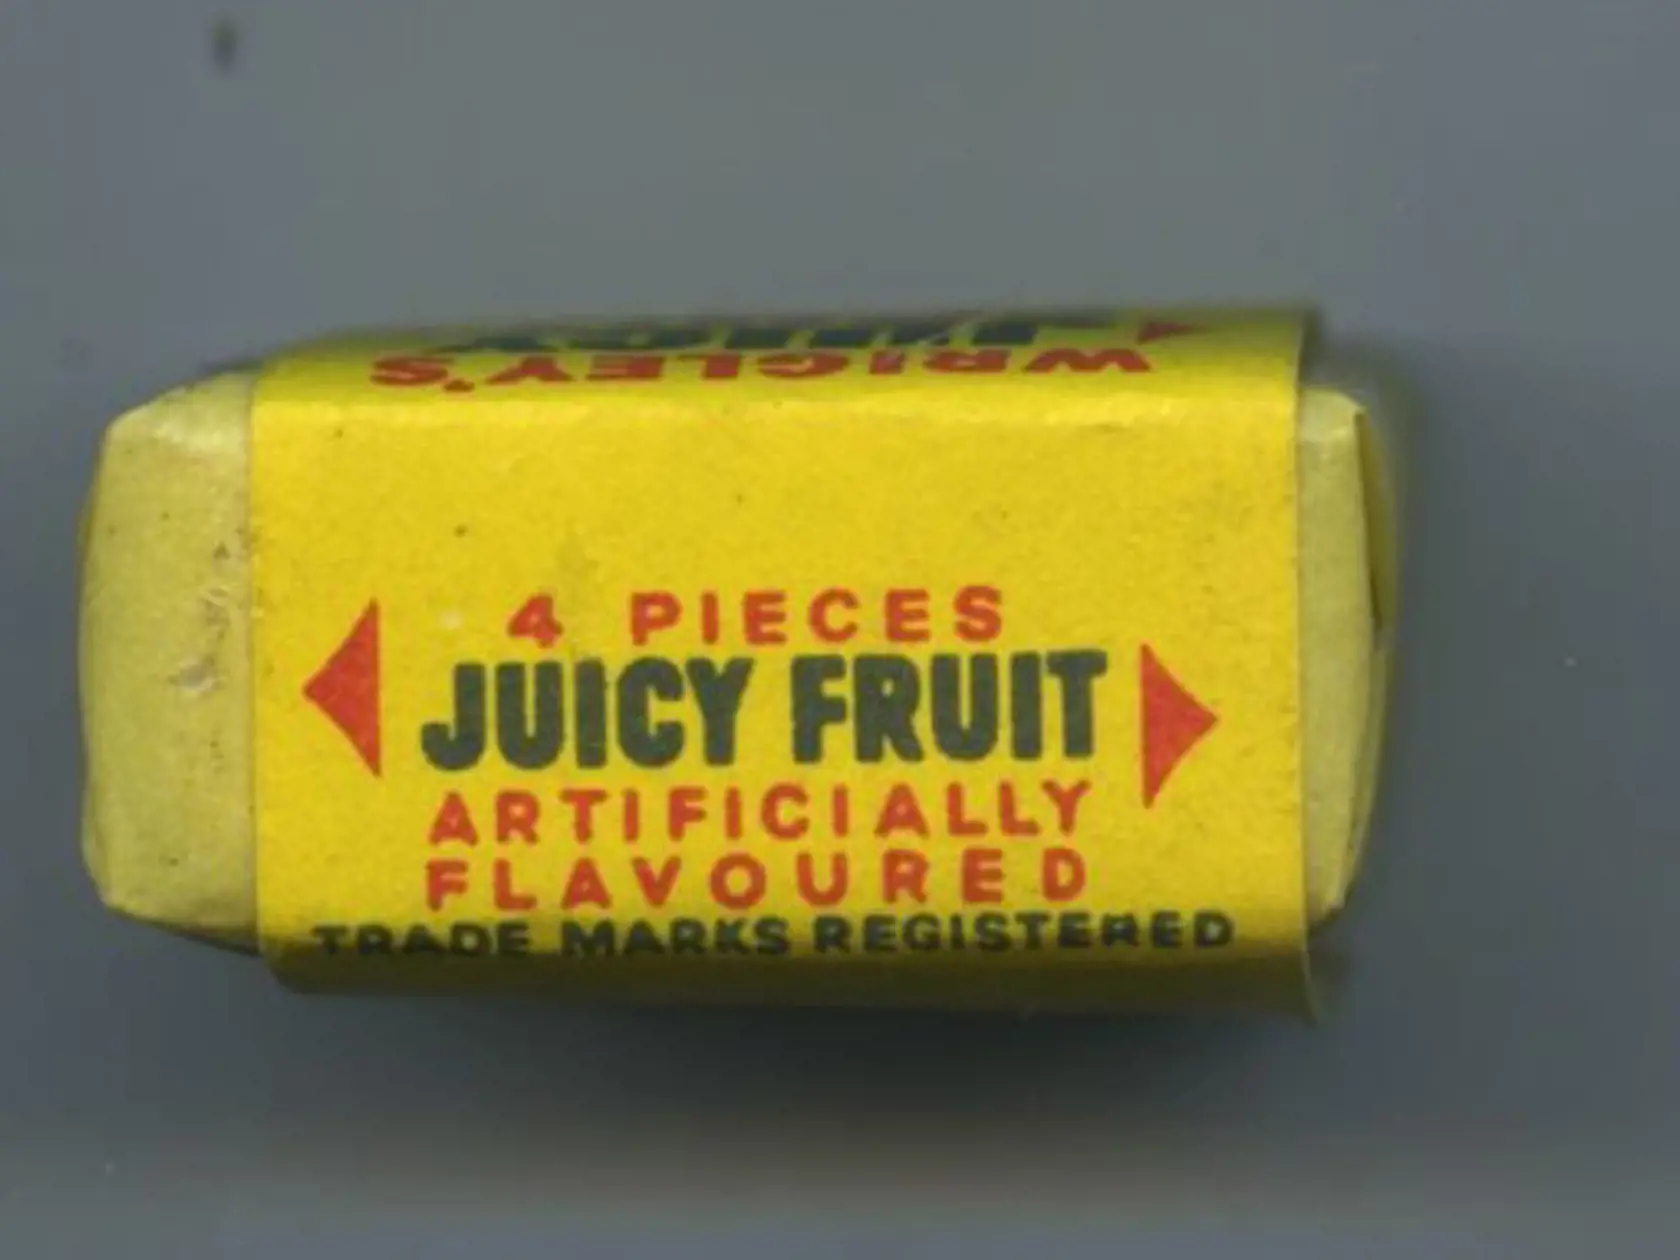 WRIGLEY'S
4 PIECES
JUICY FRUIT
ARTIFICIALLY
FLAVOURED
TRADE MARKS REGISTERED